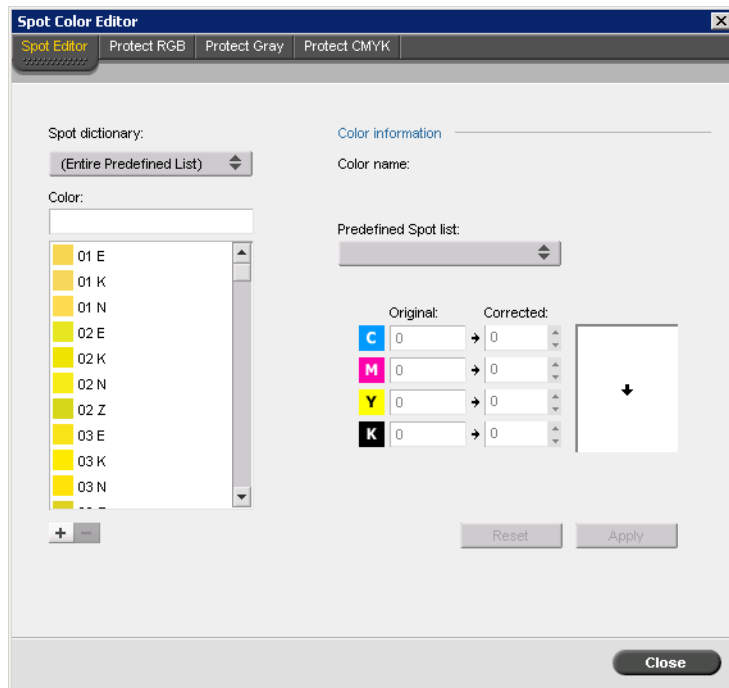 Spot Color Editor
Spot Editor Protect RGB Protect Gray Protect CMYK
Spot dictionary:
(Entire Predefined List)
Color:
01 E
01 K
01 N
02 E
02 K
02 N
02 Z
03 E
03 K
03 N
+ −
Color information
Color name:
Predefined Spot list:
Original: Corrected:
C 0 0
M 0 0
Y 0 0
K 0 0
Reset Apply
Close